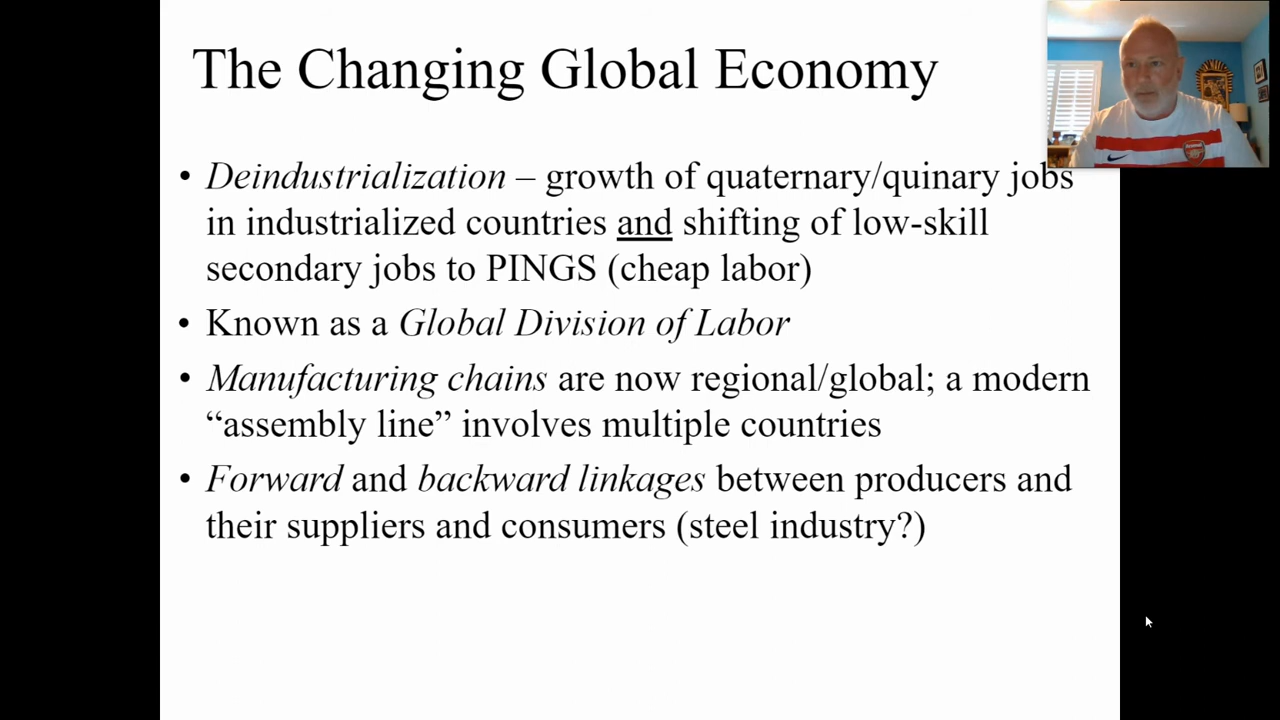 The Changing Global Economy
• Deindustrialization – growth of quaternary/quinary jobs
in industrialized countries and shifting of low-skill
secondary jobs to PINGS (cheap labor)
• Known as a Global Division of Labor
• Manufacturing chains are now regional/global; a modern
“assembly line” involves multiple countries
• Forward and backward linkages between producers and
their suppliers and consumers (steel industry?)